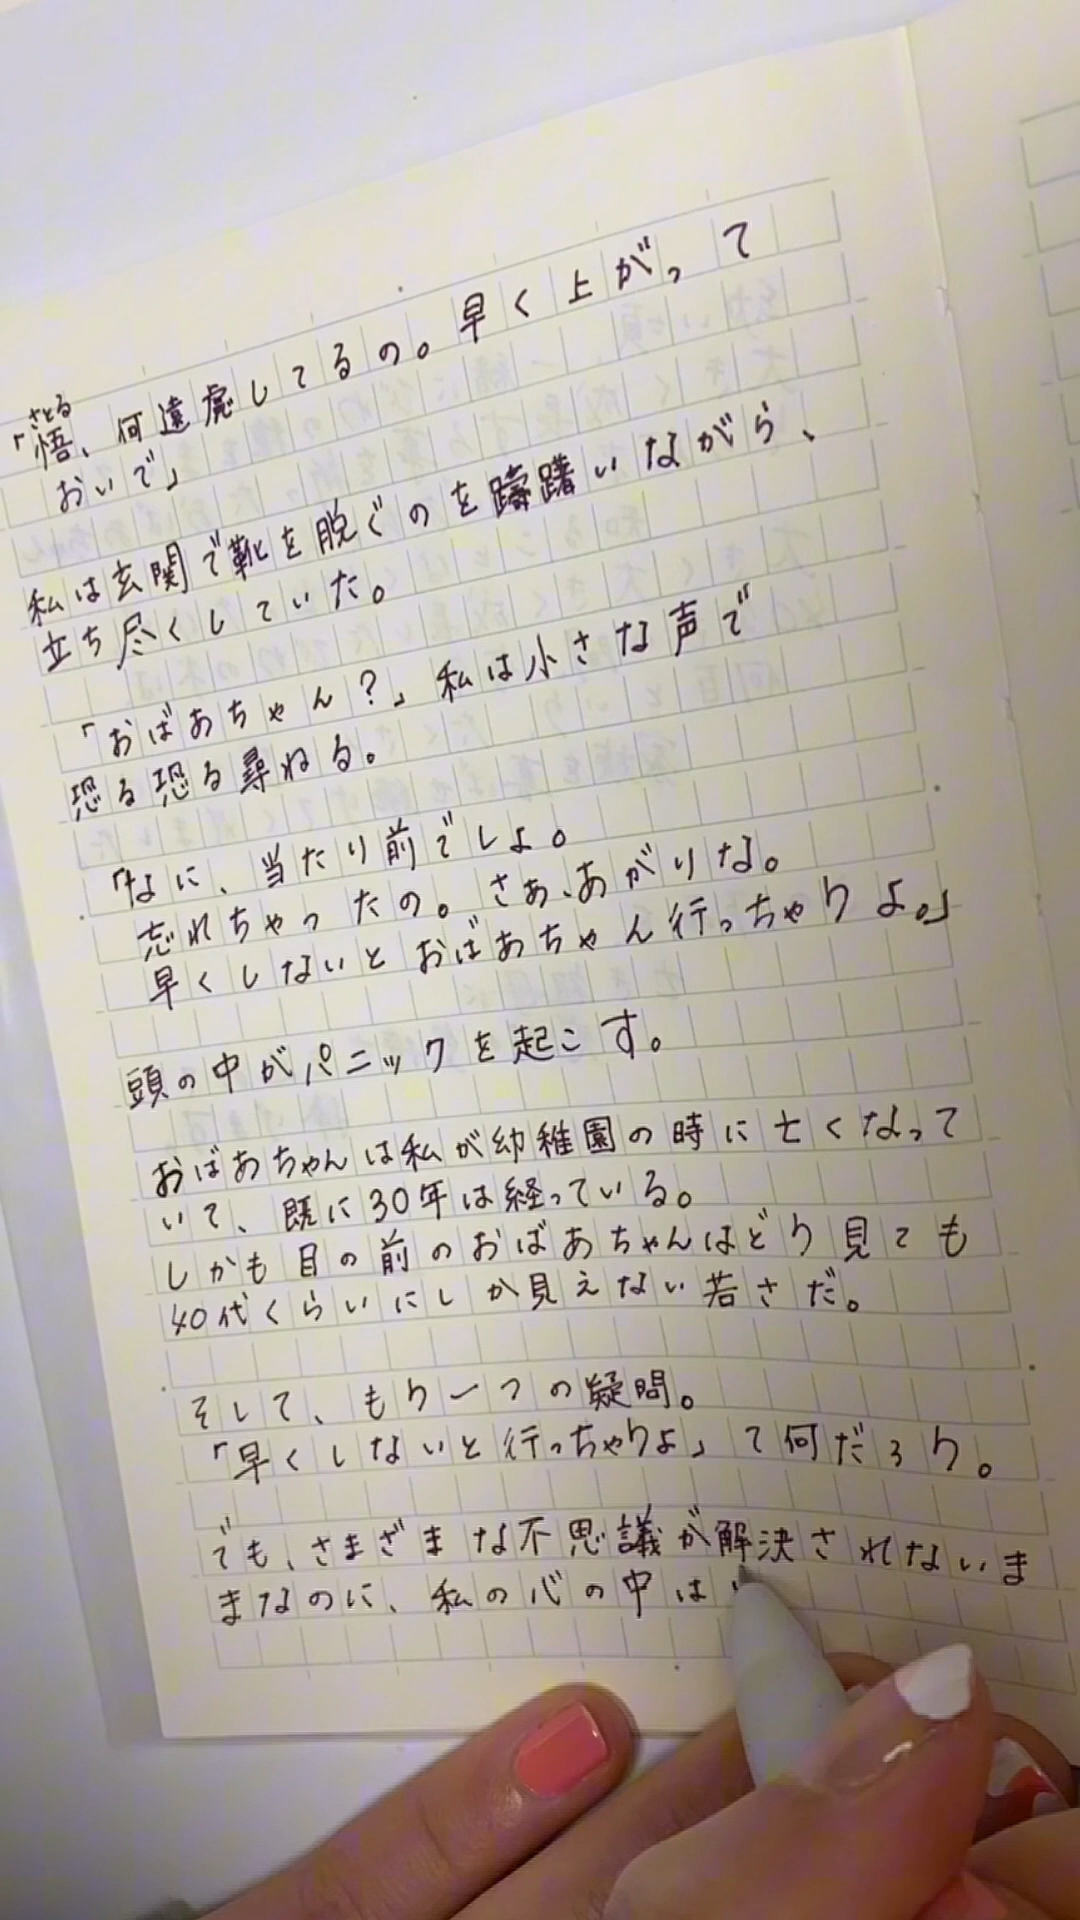 さとる
「悟、何遠慮してるの。早く上がって
おいで」
私は玄関で靴を脱ぐのを躊躇いながら、
立ち尽くしていた。
「おばあちゃん?」私は小さな声で
恐る恐る尋ねる。
「なに、当たり前でしょ。
忘れちゃったの。さあ、あがりな。
早くしないとおばあちゃん行っちゃうよ。」
頭の中がパニックを起こす。
おばあちゃんは私が幼稚園の時に亡くなって
いて、既に30年は経っている。
しかも目の前のおばあちゃんはどう見ても
40代くらいにしか見えない若さだ。
そして、もう一つの疑問。
「早くしないと行っちゃうよ」て何だろう。
でも、さまざまな不思議が解決されないま
まなのに、私の心の中は